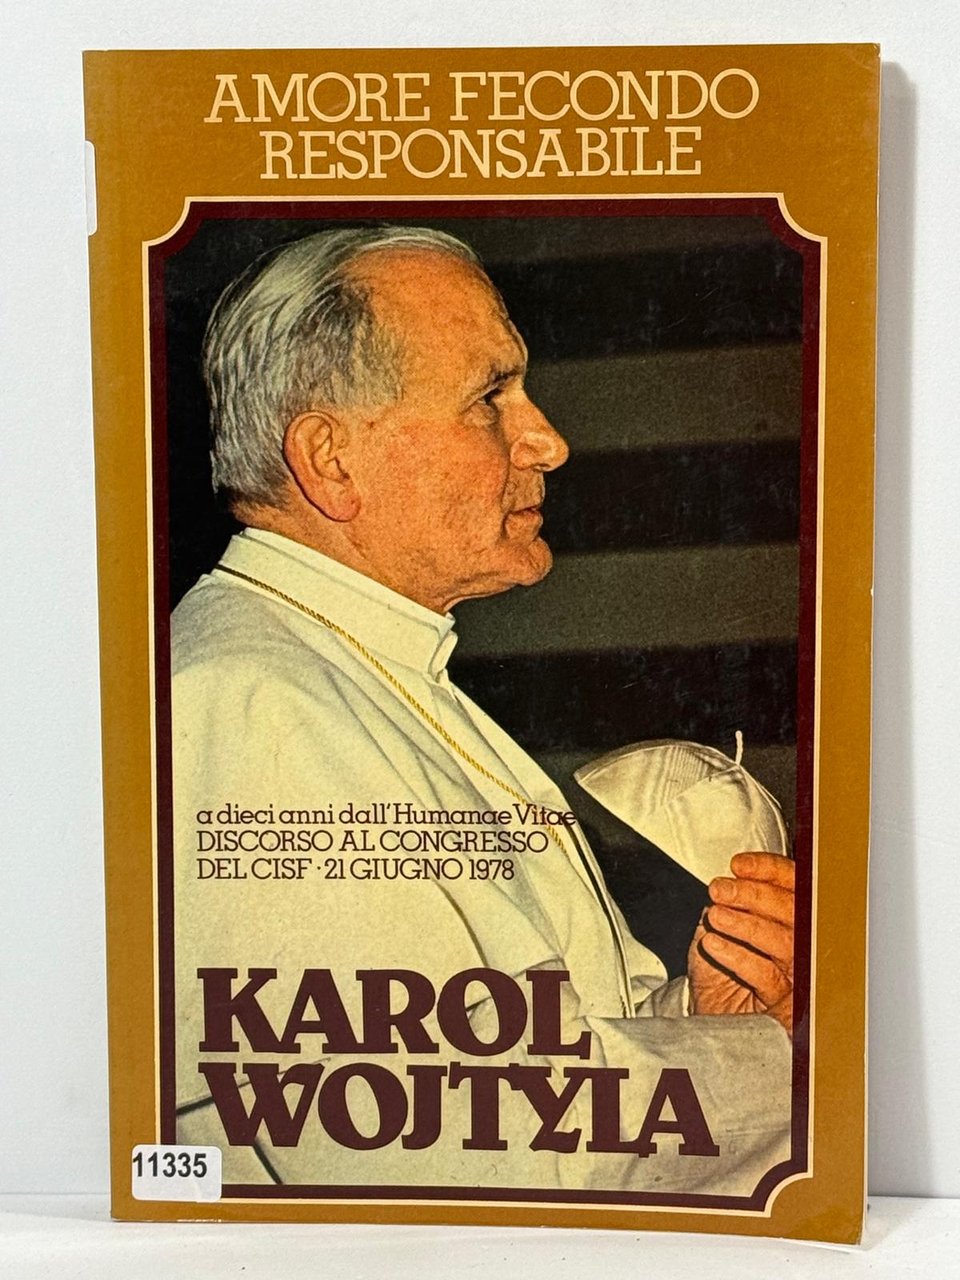 AMORE FECONDO
RESPONSABILE
a dieci anni dall'Humanae Vitae
DISCORSO AL CONGRESSO
DEL CISF · 21 GIUGNO 1978
KAROL
WOJTYLA
11335